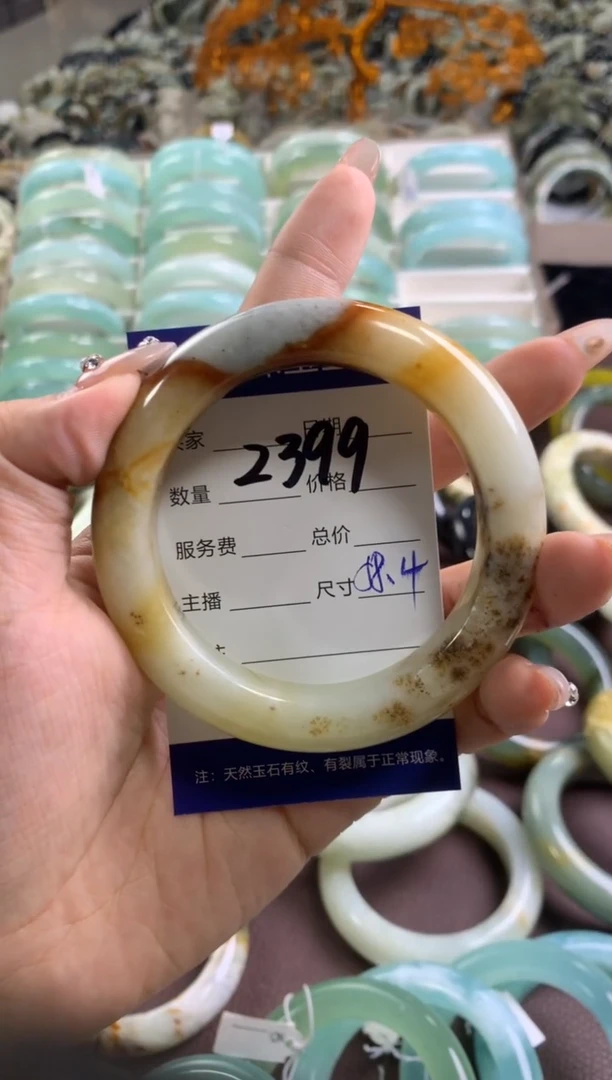 家 日期
2399
数量 价格
服务费 总价
主播 尺寸 58.4
注：天然玉石有纹、有裂属于正常现象。